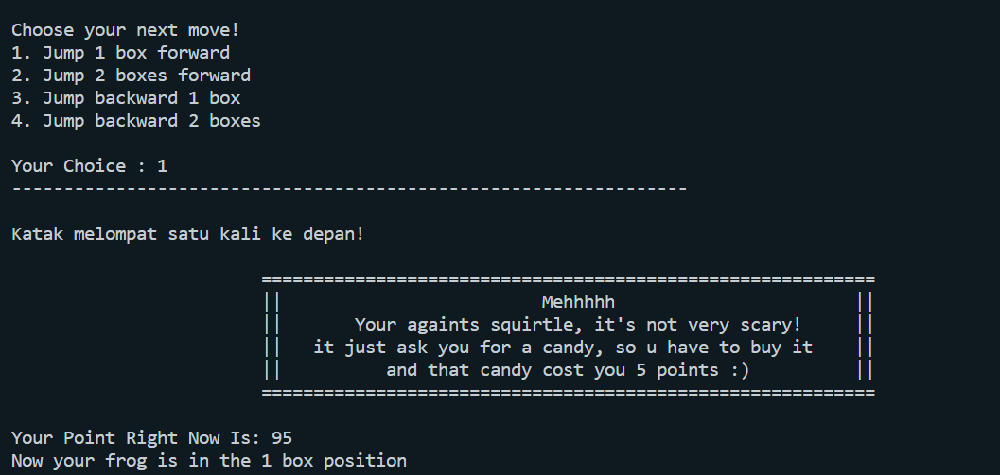 Choose your next move!
1. Jump 1 box forward
2. Jump 2 boxes forward
3. Jump backward 1 box
4. Jump backward 2 boxes
Your Choice : 1
-----------------------------------------------------------------
Katak melompat satu kali ke depan!
===========================================================
|| Mehhhhh ||
|| Your againts squirtle, it's not very scary! ||
|| it just ask you for a candy, so u have to buy it ||
|| and that candy cost you 5 points :) ||
===========================================================
Your Point Right Now Is: 95
Now your frog is in the 1 box position